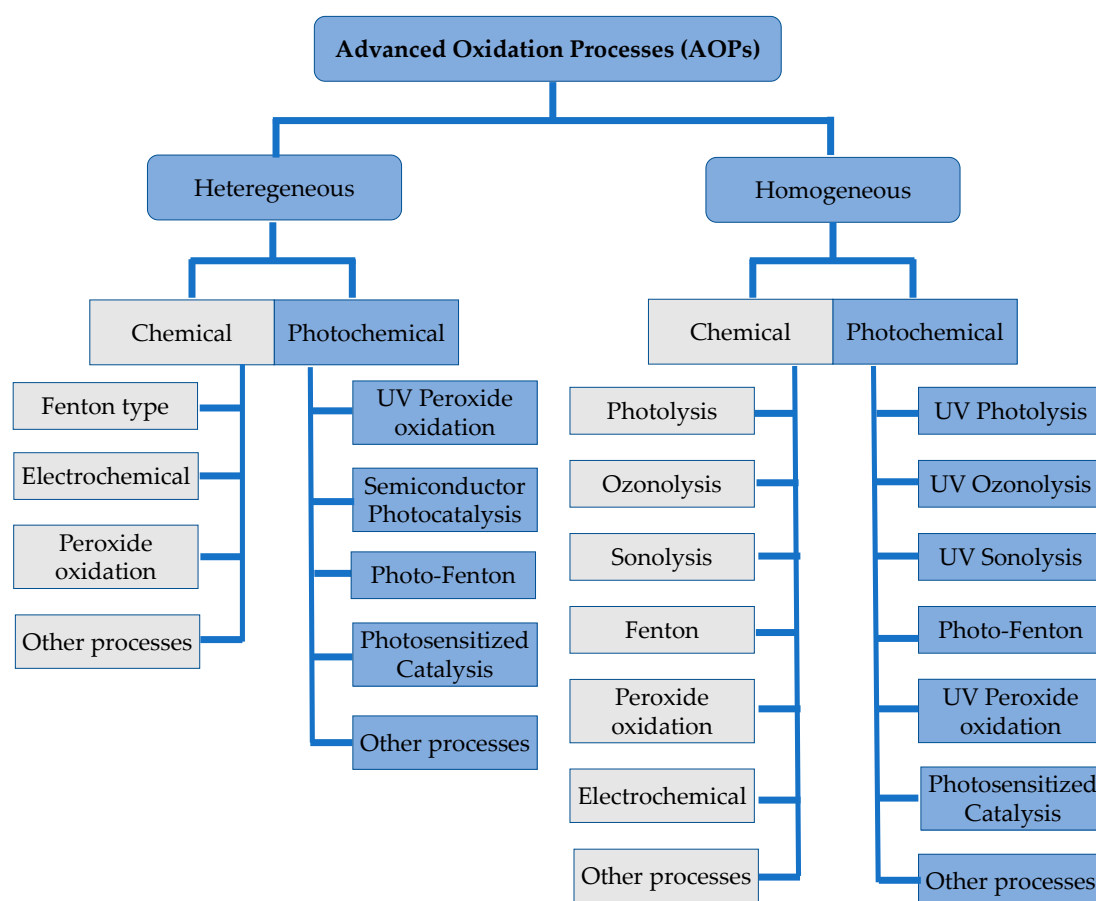 Advanced Oxidation Processes (AOPs)
Heteregeneous
Homogeneous
Chemical
Photochemical
Fenton type
Electrochemical
Peroxide
oxidation
Other processes
UV Peroxide
oxidation
Semiconductor
Photocatalysis
Photo-Fenton
Photosensitized
Catalysis
Other processes
Chemical
Photochemical
Photolysis
Ozonolysis
Sonolysis
Fenton
Peroxide
oxidation
Electrochemical
Other processes
UV Photolysis
UV Ozonolysis
UV Sonolysis
Photo-Fenton
UV Peroxide
oxidation
Photosensitized
Catalysis
Other processes